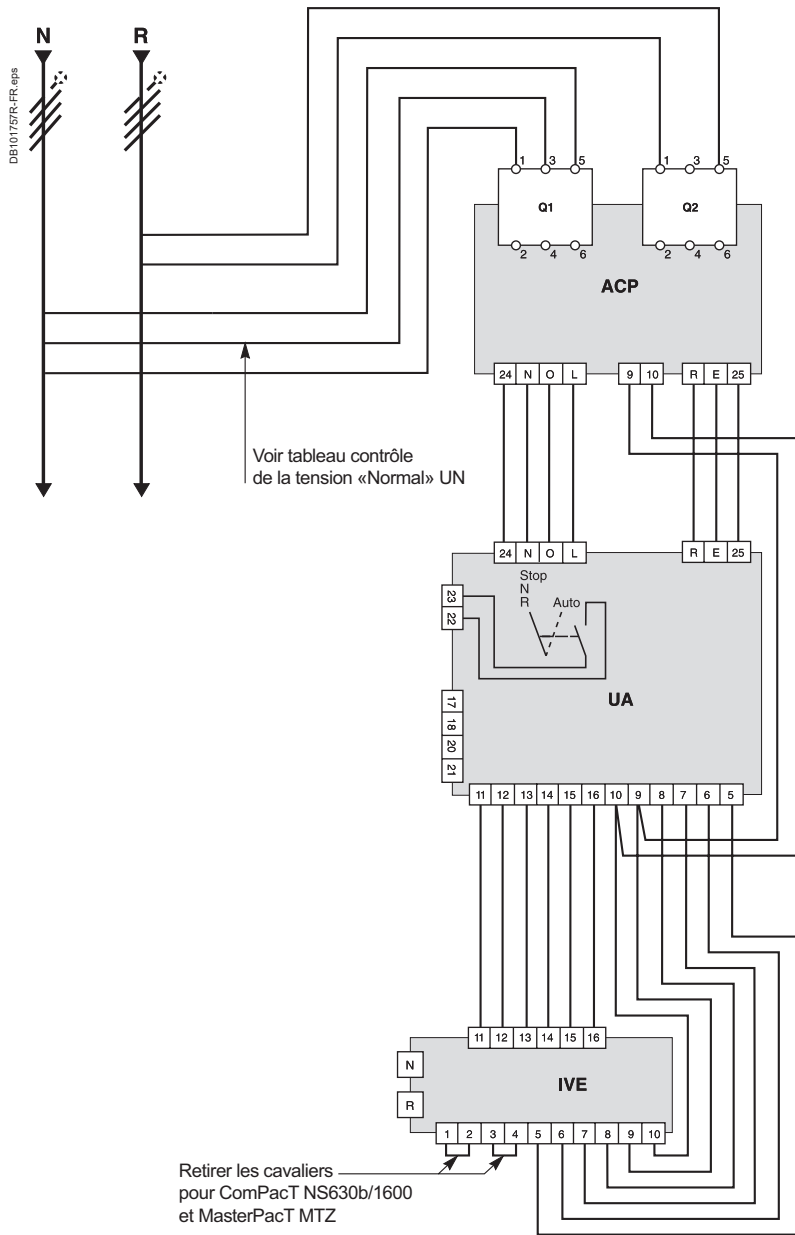 N R
DB101757R-FR.eps
1 3 5 1 3 5
Q1 Q2
2 4 6 2 4 6
ACP
24 N O L 9 10 R E 25
Voir tableau contrôle
de la tension «Normal» UN
24 N O L R E 25
Stop
N
R Auto
23
22
UA
17
18
20
21
11 12 13 14 15 16 10 9 8 7 6 5
11 12 13 14 15 16
N
IVE
R
1 2 3 4 5 6 7 8 9 10
Retirer les cavaliers
pour ComPacT NS630b/1600
et MasterPacT MTZ